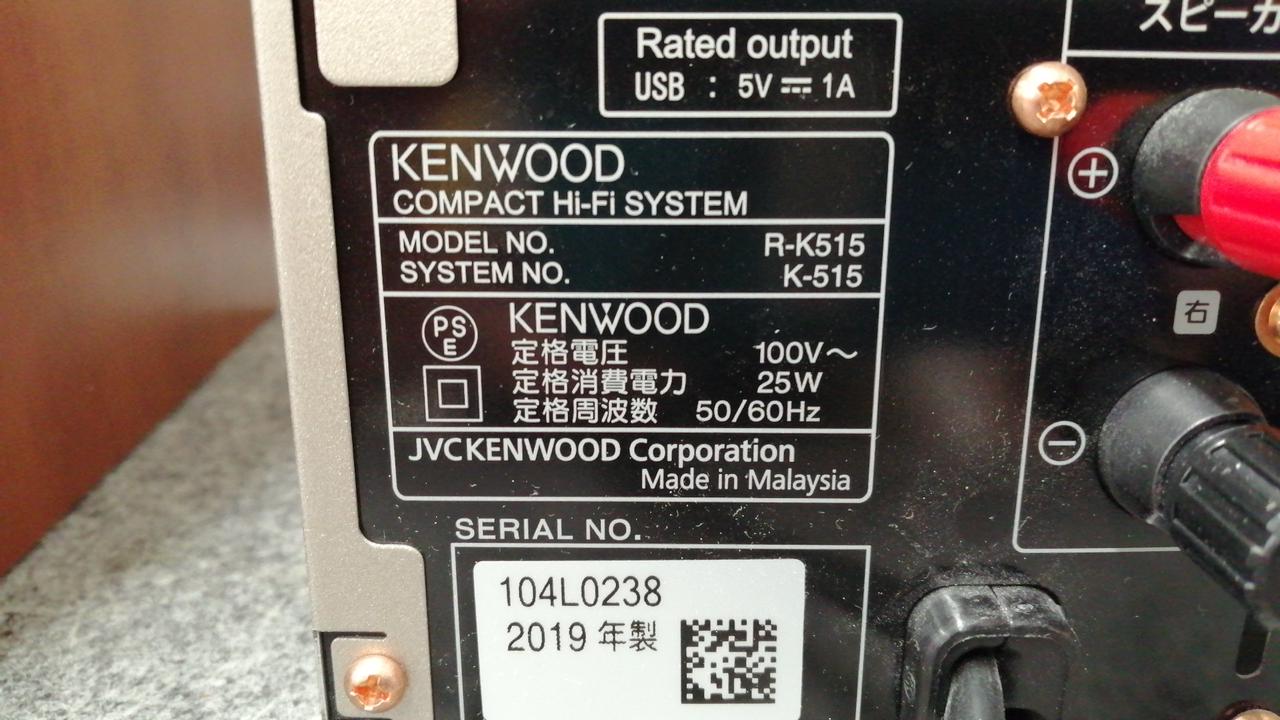 Rated output
USB : 5V⎓1A
スピーカ
KENWOOD
COMPACT Hi-Fi SYSTEM
MODEL NO. R-K515
SYSTEM NO. K-515
PSE
KENWOOD
定格電圧 100V～
定格消費電力 25W
定格周波数 50/60Hz
JVCKENWOOD Corporation
Made in Malaysia
+
右
−
SERIAL NO.
104L0238
2019 年製